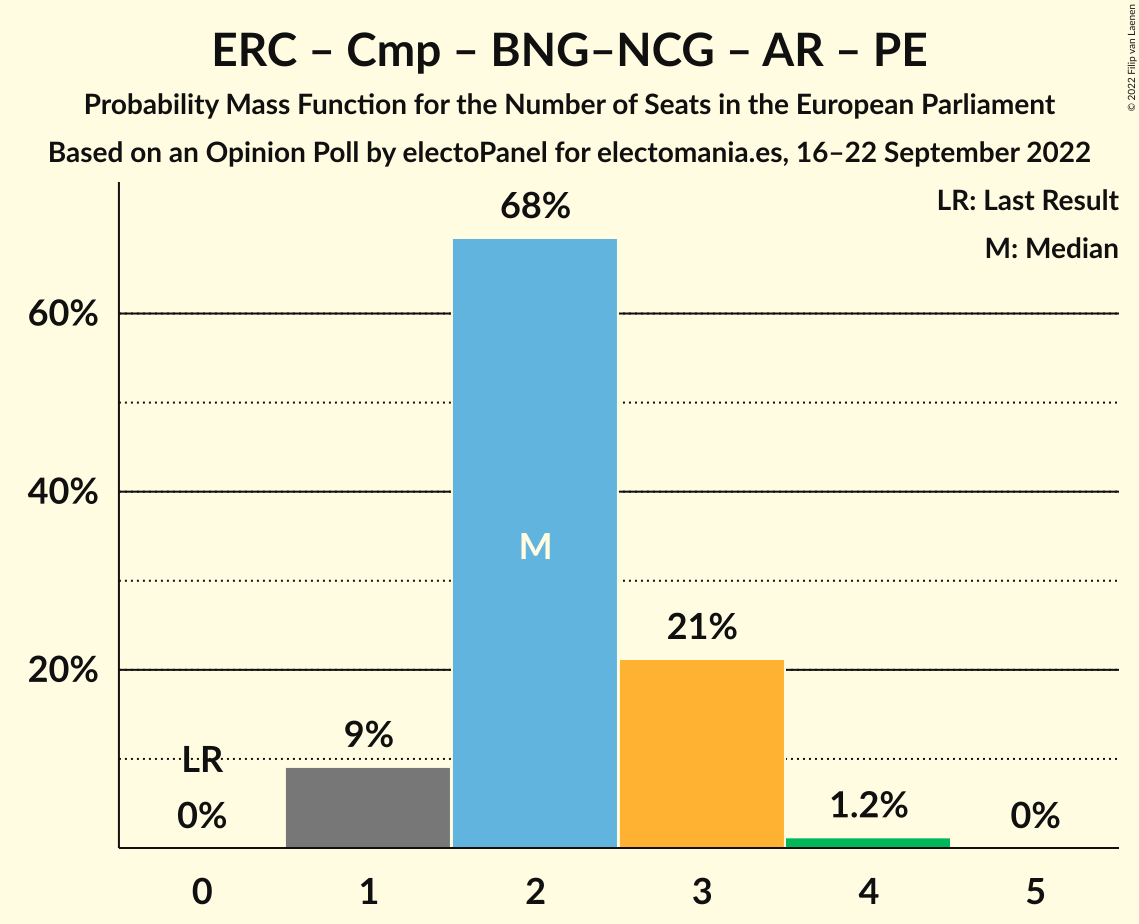 ERC – Cmp – BNG–NCG – AR – PE
Probability Mass Function for the Number of Seats in the European Parliament
Based on an Opinion Poll by electoPanel for electomania.es, 16–22 September 2022
© 2022 Filip van Laenen
LR: Last Result
M: Median
68%
60%
40%
M
21%
20%
9%
LR
0%
1.2%
0%
0 1 2 3 4 5